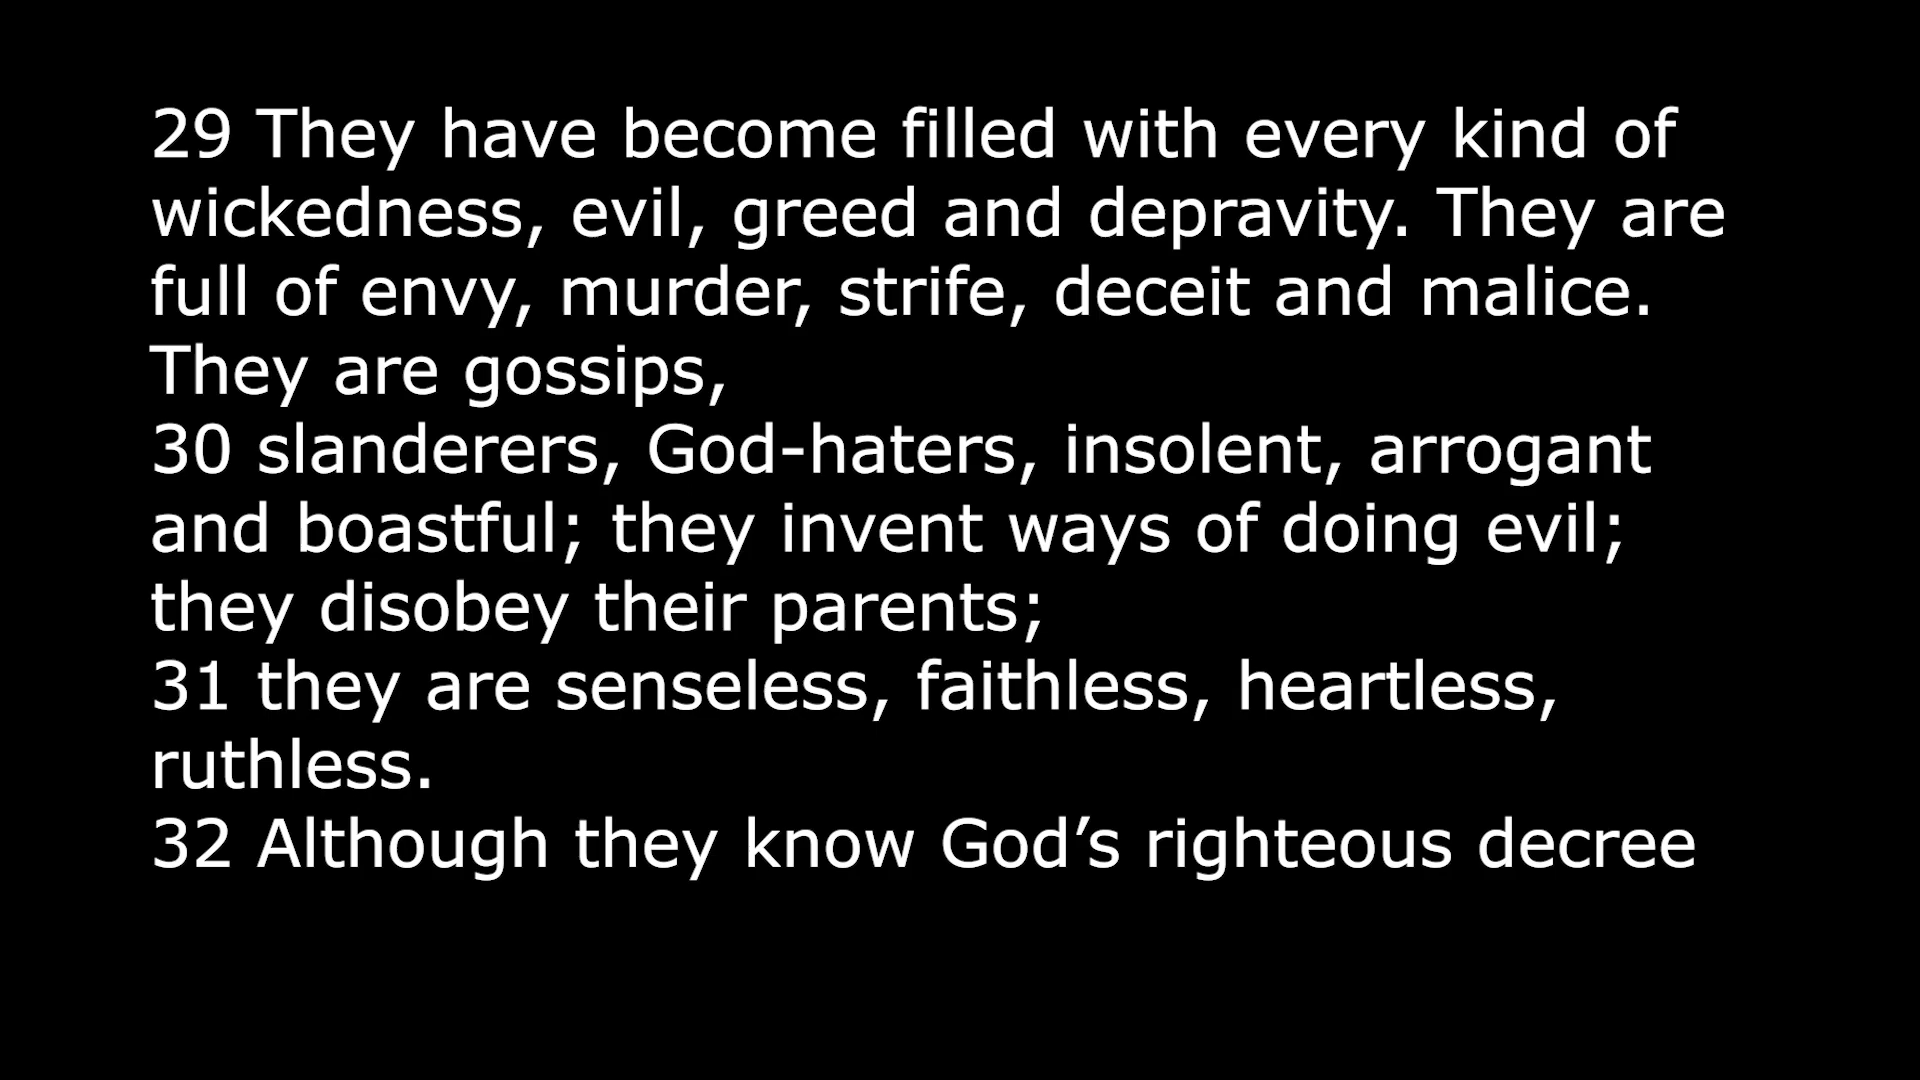 29 They have become filled with every kind of
wickedness, evil, greed and depravity. They are
full of envy, murder, strife, deceit and malice.
They are gossips,
30 slanderers, God-haters, insolent, arrogant
and boastful; they invent ways of doing evil;
they disobey their parents;
31 they are senseless, faithless, heartless,
ruthless.
32 Although they know God’s righteous decree